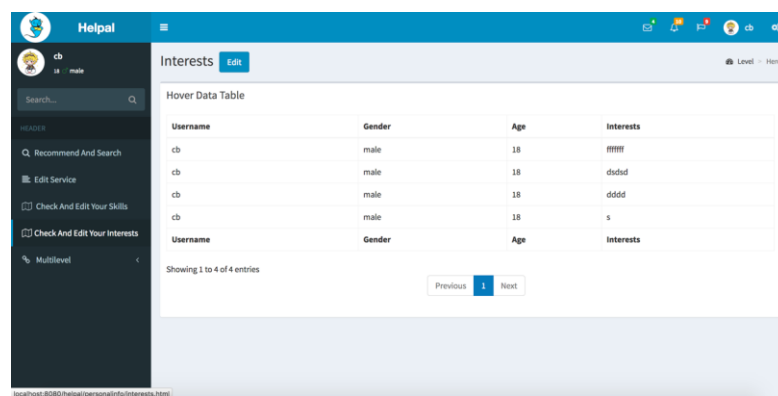 Helpal
cb
cb
18 male
Interests Edit
Level
Search...
Hover Data Table
HEADER
Username Gender Age Interests
Recommend And Search
cb male 18 fffffff
Edit Service
cb male 18 dsdsd
Check And Edit Your Skills
cb male 18 dddd
Check And Edit Your Interests
cb male 18 s
Username Gender Age Interests
Multilevel
Showing 1 to 4 of 4 entries
Previous 1 Next
localhost:8080/helpal/personalinfo/interests.html